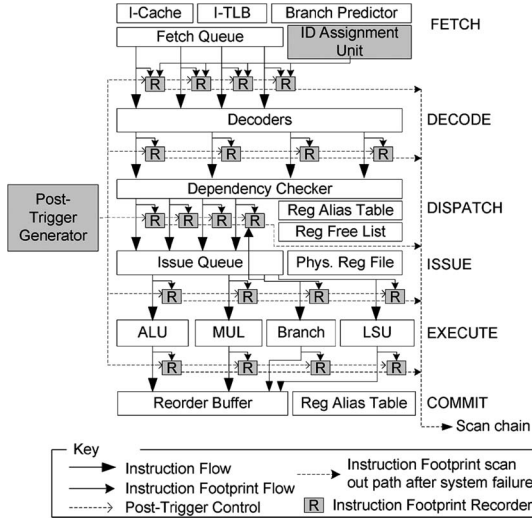 I-Cache I-TLB Branch Predictor
FETCH
Fetch Queue ID Assignment
Unit
R R R R
Decoders DECODE
R R R R
Dependency Checker
Post-
Trigger
Generator
R R R R
Reg Alias Table
DISPATCH
Reg Free List
Issue Queue Phys. Reg File ISSUE
R R R R
ALU MUL Branch LSU EXECUTE
R R R R
Reorder Buffer Reg Alias Table COMMIT
Scan chain
Key
Instruction Flow
Instruction Footprint Flow
Post-Trigger Control
Instruction Footprint scan
out path after system failure
R Instruction Footprint Recorder